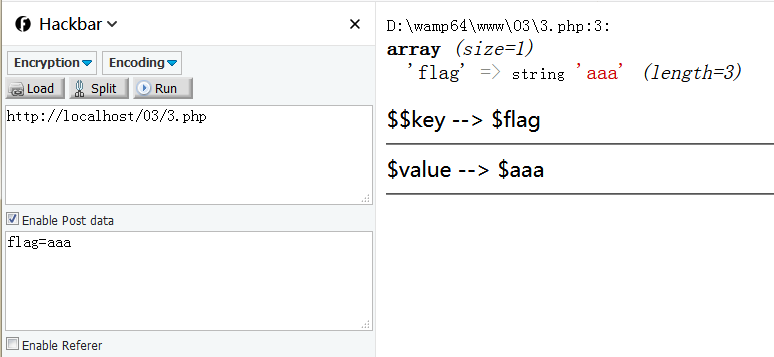 Hackbar
Encryption Encoding
Load Split Run
http://localhost/03/3.php
Enable Post data
flag=aaa
Enable Referer
D:\wamp64\www\03\3.php:3:
array (size=1)
'flag' => string 'aaa' (length=3)
$$key --> $flag
$value --> $aaa